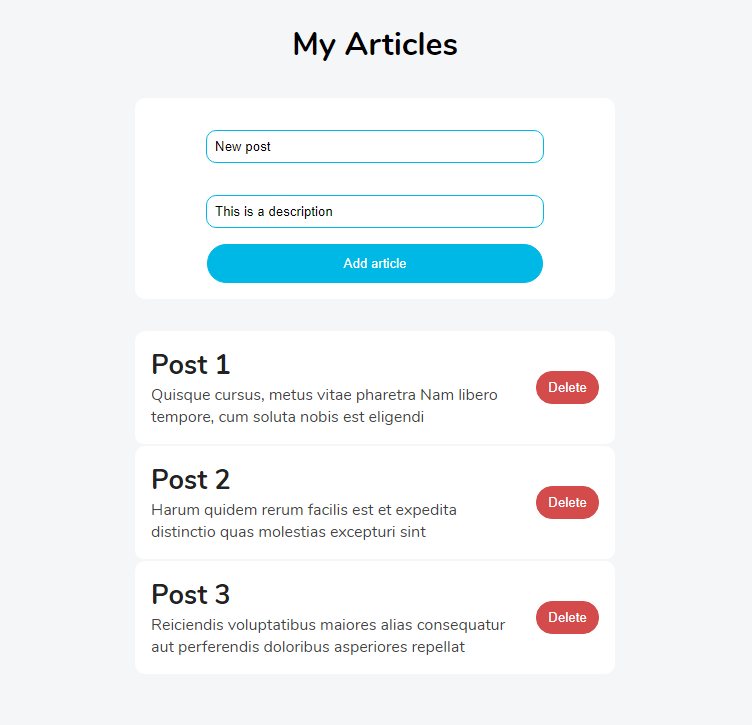 My Articles
New post
This is a description
Add article
Post 1
Quisque cursus, metus vitae pharetra Nam libero
tempore, cum soluta nobis est eligendi
Delete
Post 2
Harum quidem rerum facilis est et expedita
distinctio quas molestias excepturi sint
Delete
Post 3
Reiciendis voluptatibus maiores alias consequatur
aut perferendis doloribus asperiores repellat
Delete